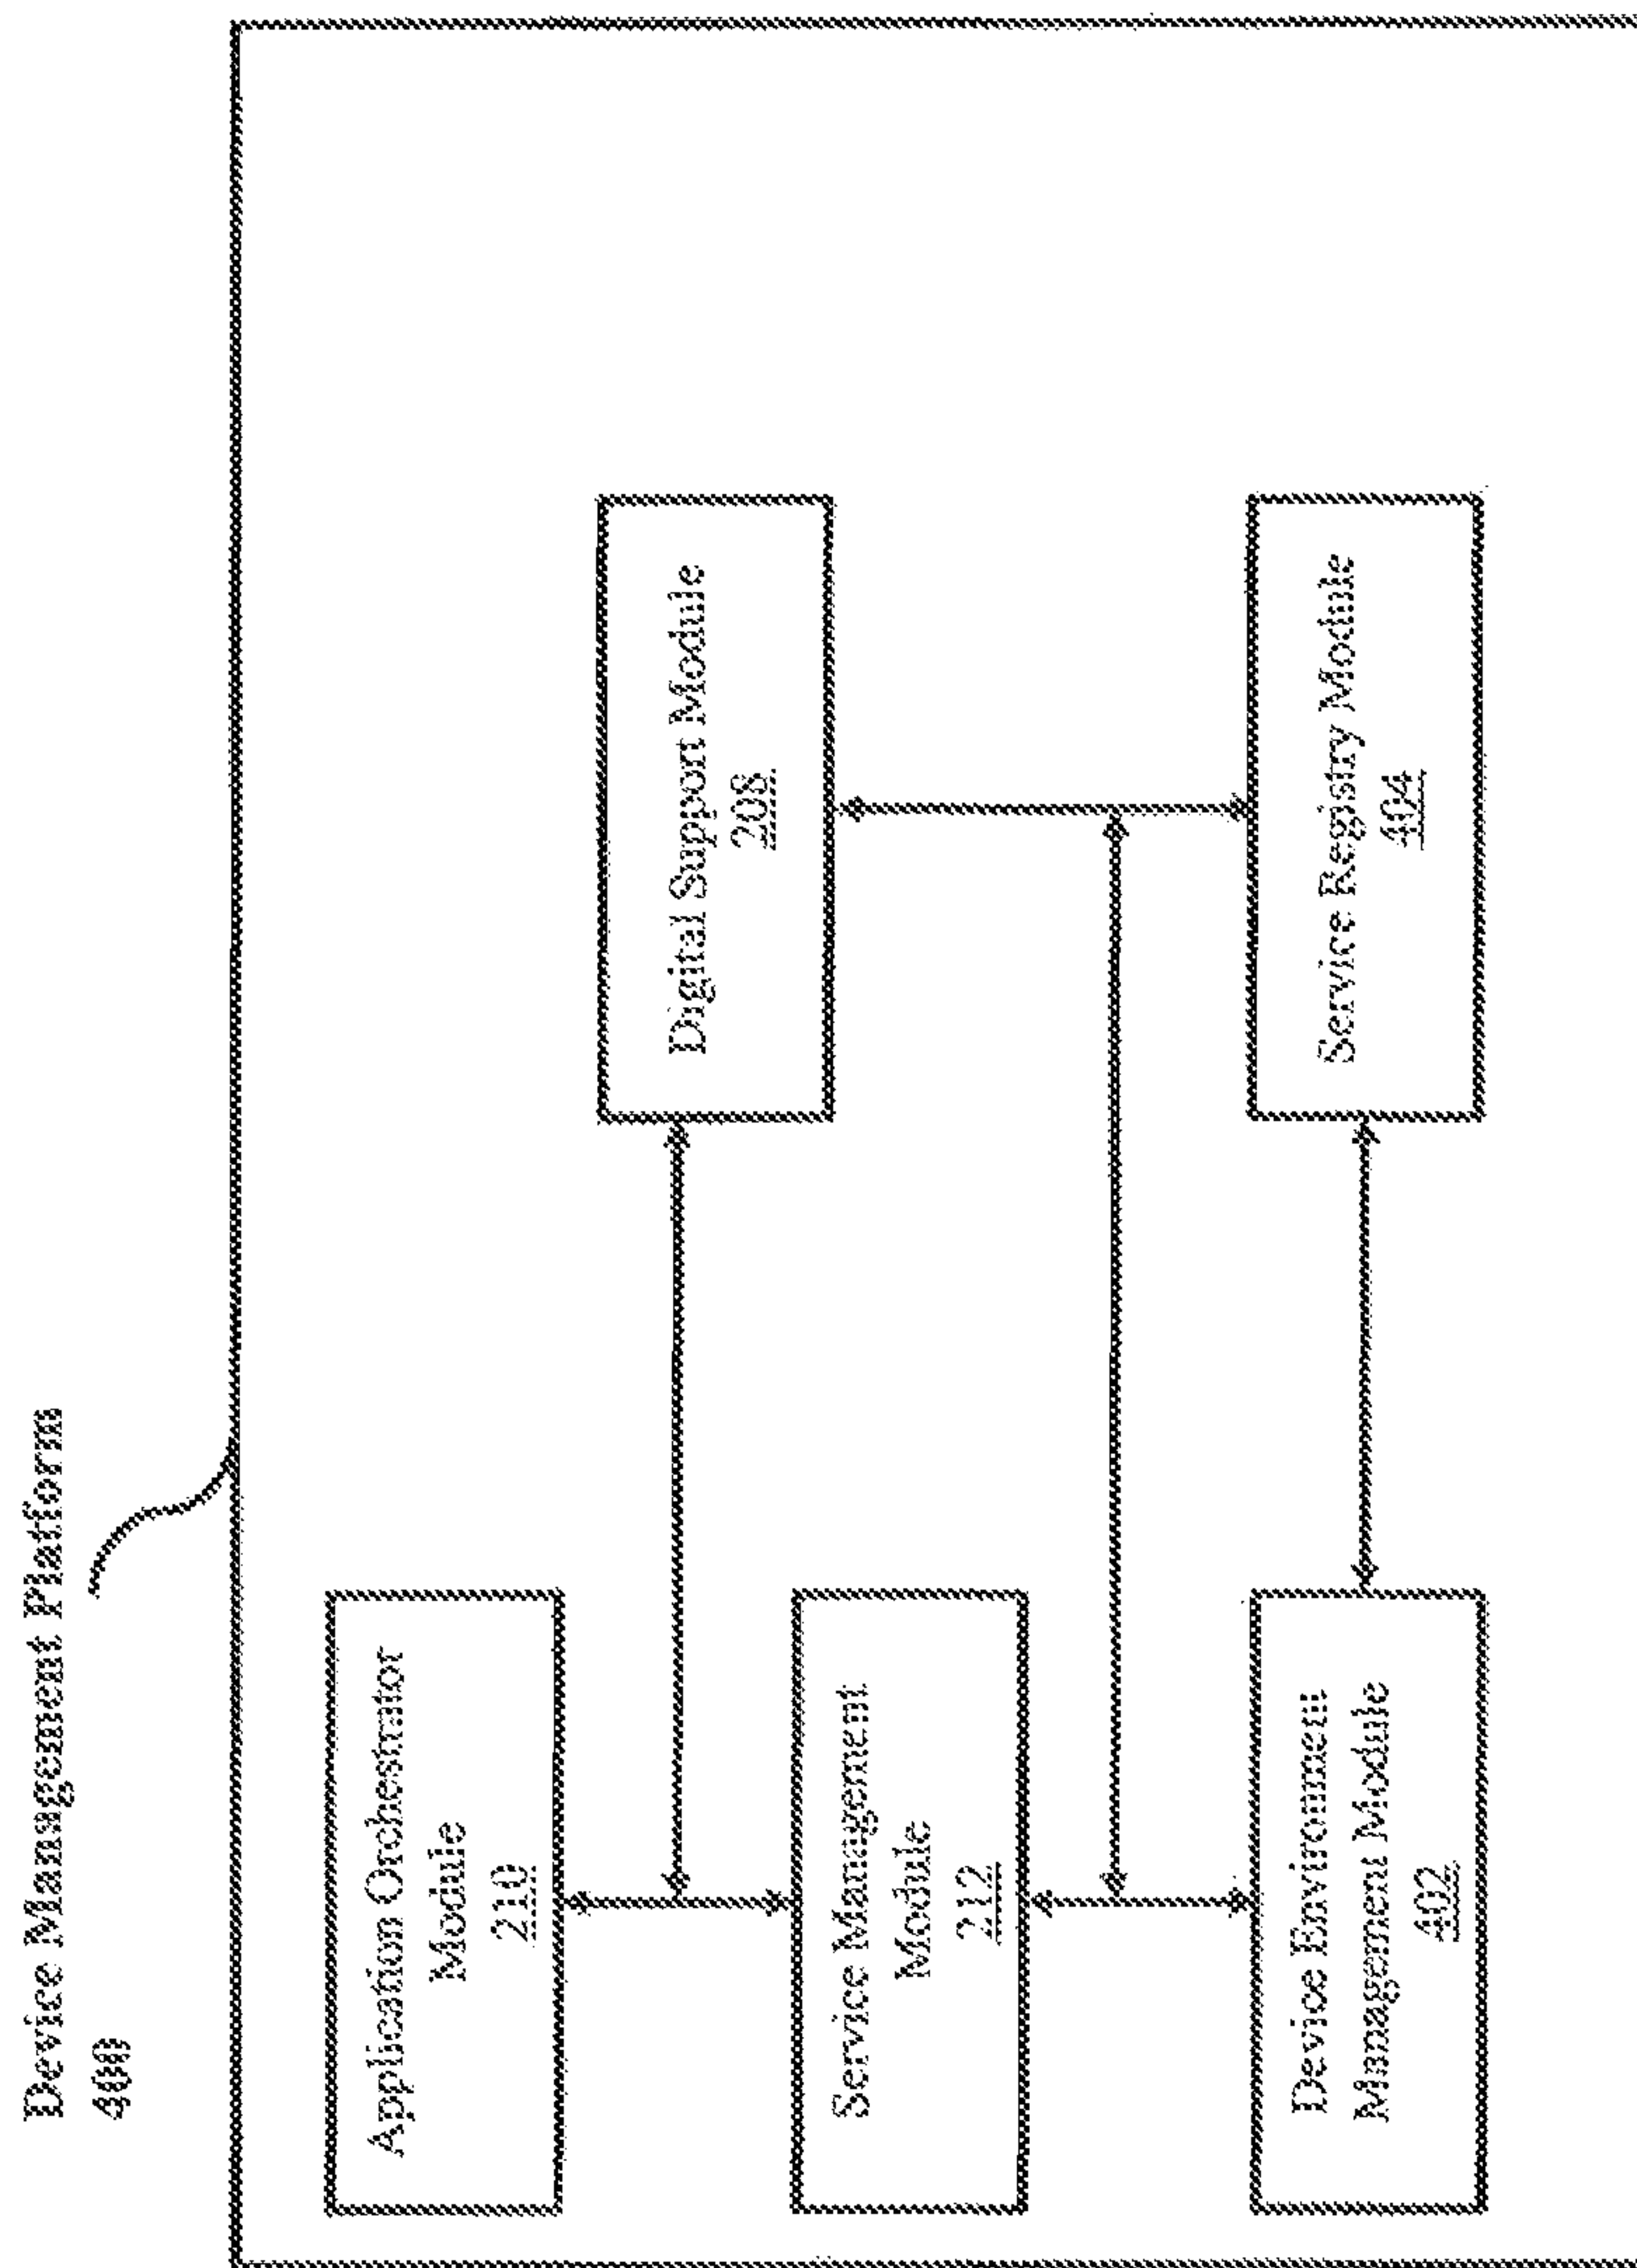 Device Management Platform
400
Application Orchestrator
Module
210
Service Management
Module
212
Device Environment
Management Module
402
Digital Support Module
208
Service Registry Module
404